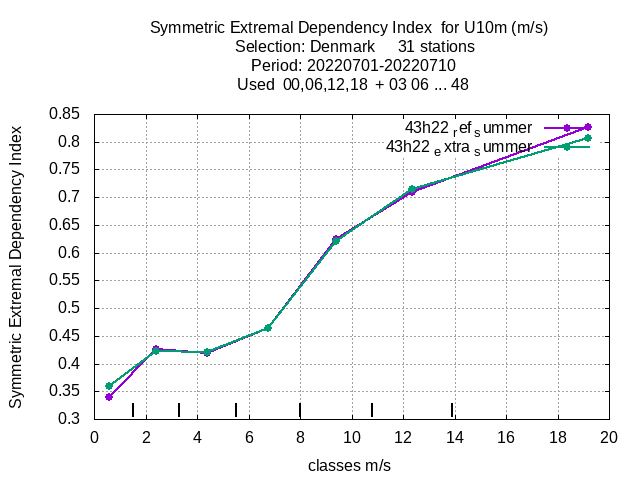 Symmetric Extremal Dependency Index  for U10m (m/s)
Selection: Denmark     31 stations
Period: 20220701-20220710
Used  00,06,12,18  + 03 06 ... 48
Symmetric Extremal Dependency Index
0.85
0.8
0.75
0.7
0.65
0.6
0.55
0.5
0.45
0.4
0.35
0.3
43h22 ref summer
43h22 extra summer
0 2 4 6 8 10 12 14 16 18 20
classes m/s